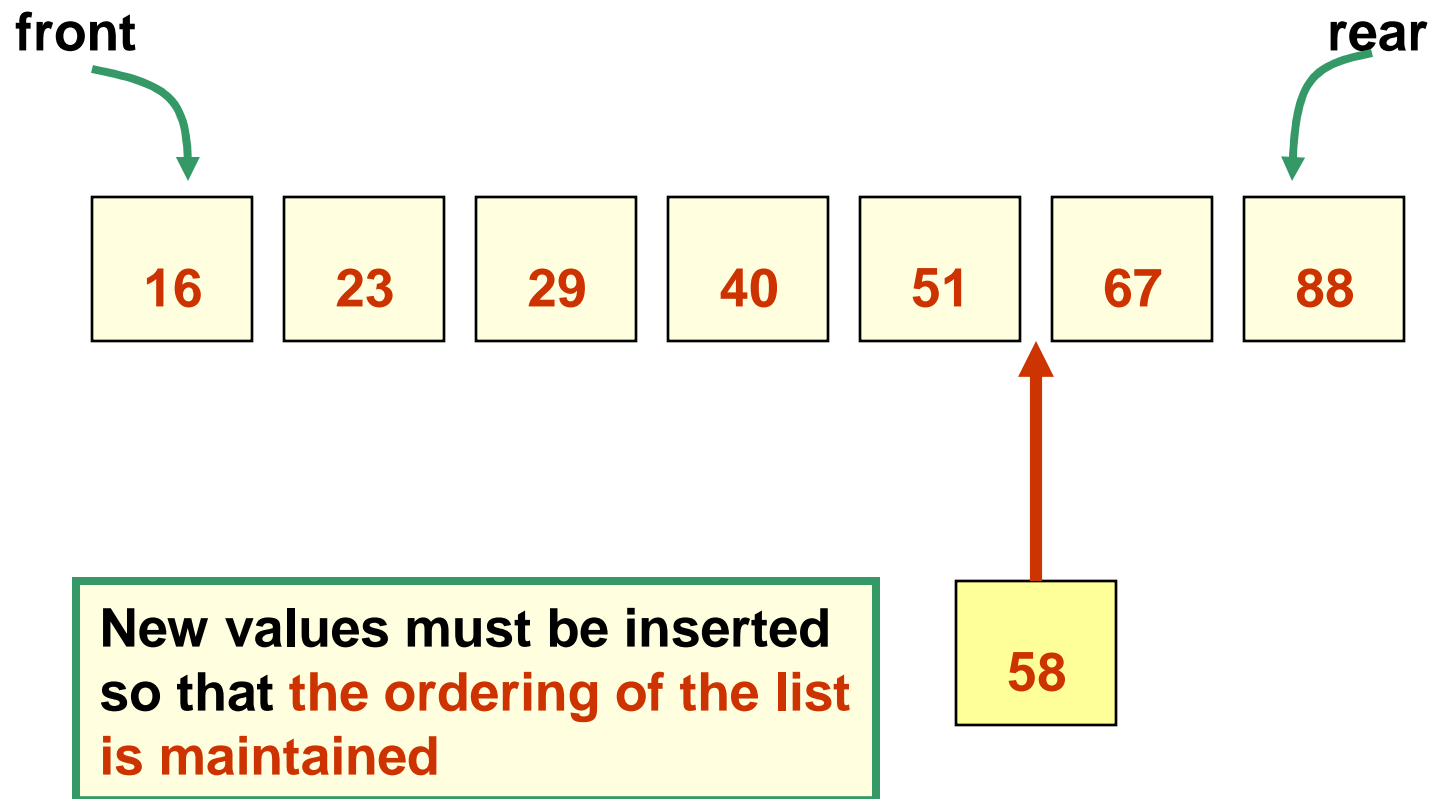 front rear
16 23 29 40 51 67 88
58
New values must be inserted
so that the ordering of the list
is maintained